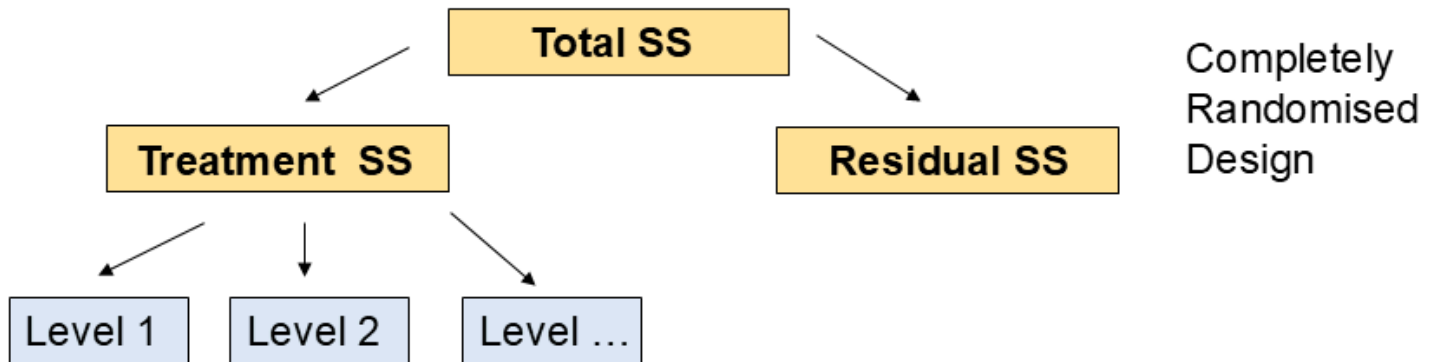 Total SS
Completely
Randomised
Design
Treatment SS
Residual SS
Level 1
Level 2
Level ...